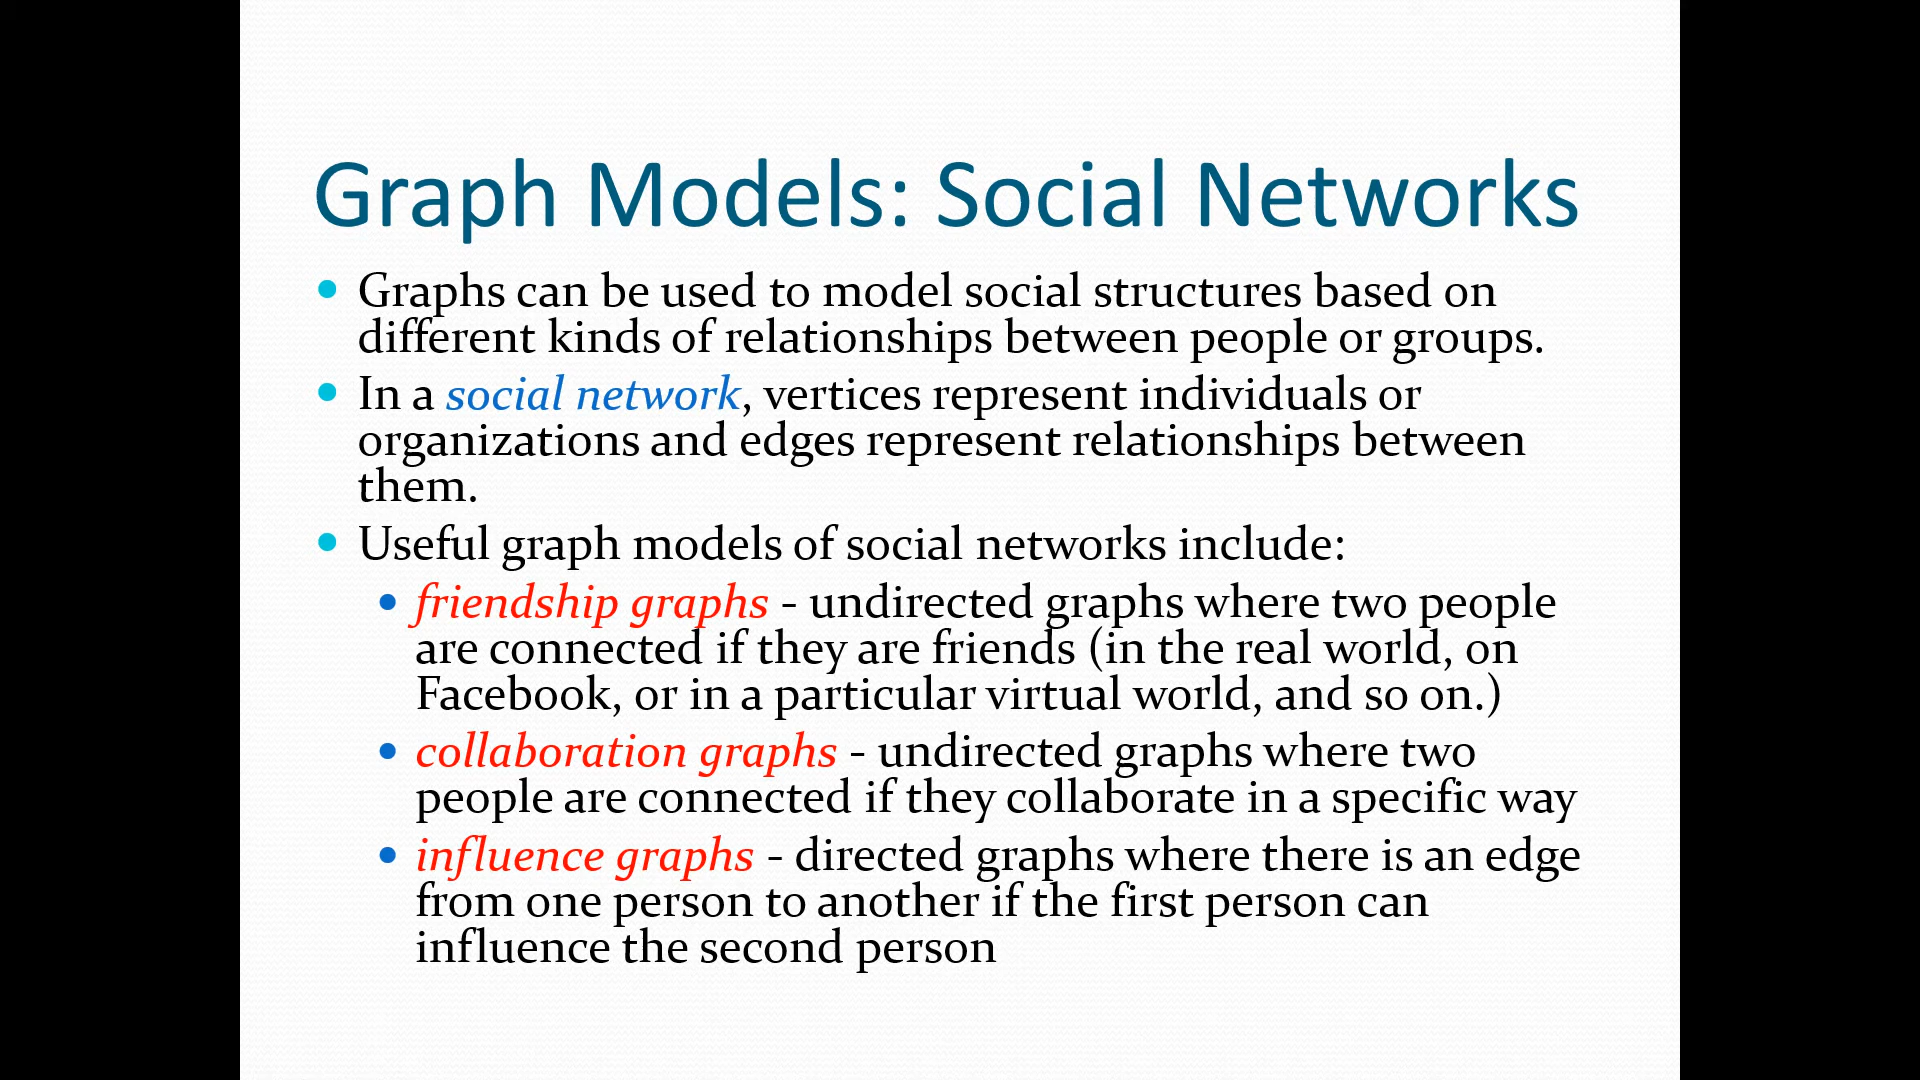 Graph Models: Social Networks
• Graphs can be used to model social structures based on
different kinds of relationships between people or groups.
• In a social network, vertices represent individuals or
organizations and edges represent relationships between
them.
• Useful graph models of social networks include:
• friendship graphs - undirected graphs where two people
are connected if they are friends (in the real world, on
Facebook, or in a particular virtual world, and so on.)
• collaboration graphs - undirected graphs where two
people are connected if they collaborate in a specific way
• influence graphs - directed graphs where there is an edge
from one person to another if the first person can
influence the second person